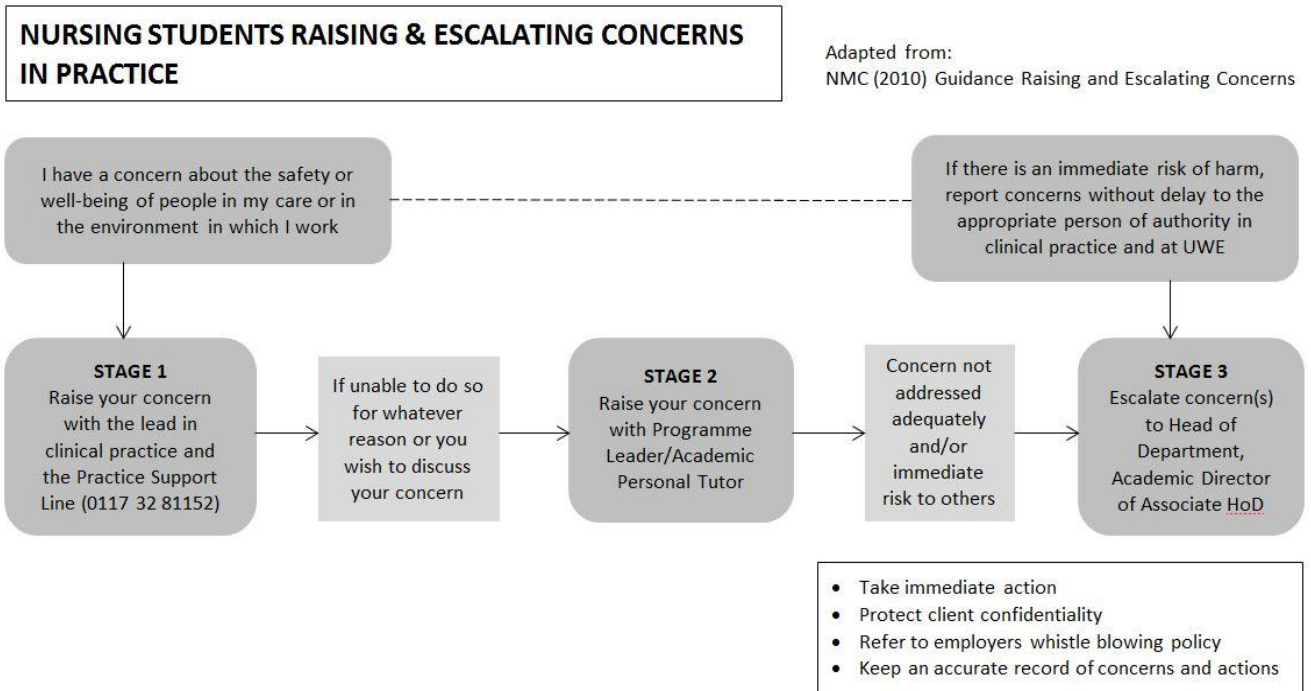 NURSING STUDENTS RAISING & ESCALATING CONCERNS
IN PRACTICE
Adapted from:
NMC (2010) Guidance Raising and Escalating Concerns
I have a concern about the safety or
well-being of people in my care or in
the environment in which I work
If there is an immediate risk of harm,
report concerns without delay to the
appropriate person of authority in
clinical practice and at UWE
STAGE 1
Raise your concern
with the lead in
clinical practice and
the Practice Support
Line (0117 32 81152)
If unable to do so
for whatever
reason or you
wish to discuss
your concern
STAGE 2
Raise your concern
with Programme
Leader/Academic
Personal Tutor
Concern not
addressed
adequately
and/or
immediate
risk to others
STAGE 3
Escalate concern(s)
to Head of
Department,
Academic Director
of Associate HoD
• Take immediate action
• Protect client confidentiality
• Refer to employers whistle blowing policy
• Keep an accurate record of concerns and actions